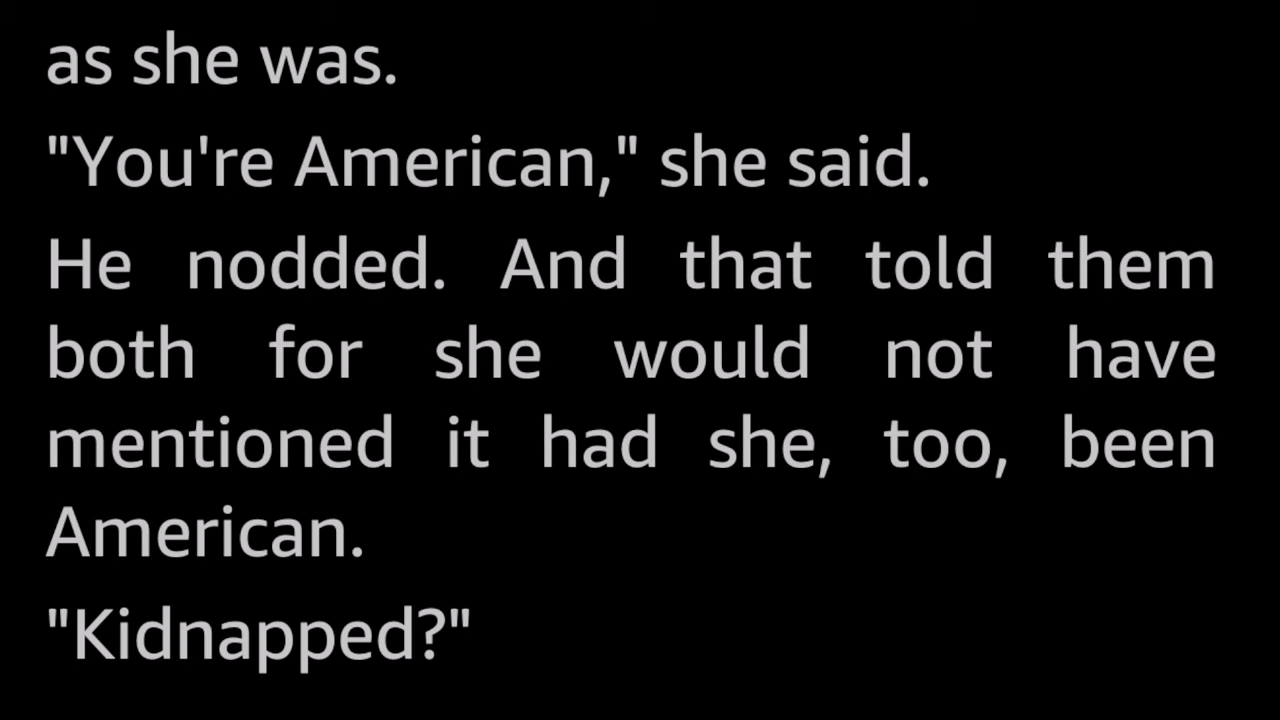 as she was.
"You're American," she said.
He nodded. And that told them
both for she would not have
mentioned it had she, too, been
American.
"Kidnapped?"